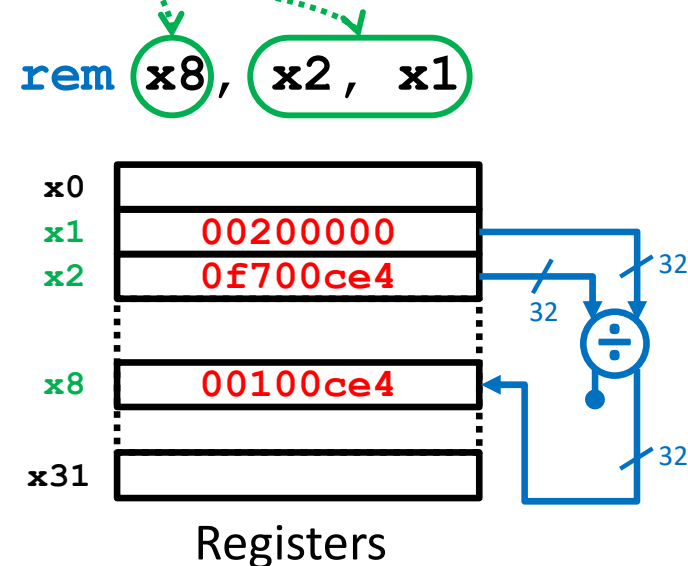 rem x8, x2, x1
x0
x1 00200000 32
x2 0f700ce4 32
÷
x8 00100ce4
32
x31
Registers